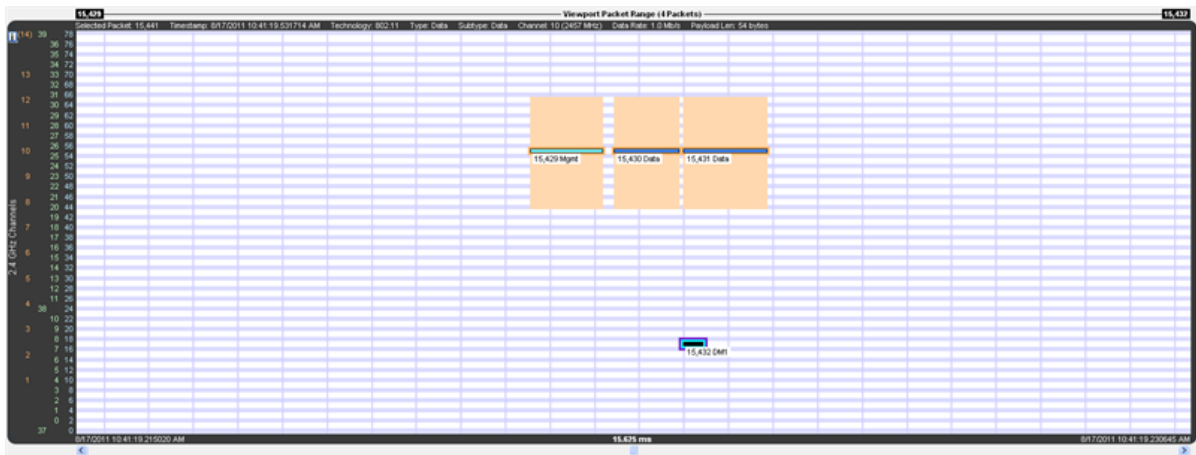 15,429 Viewport Packet Range (4 Packets) 15,432
Selected Packet: 15,441 Timestamp: 8/17/2011 10:41:19.531714 AM Technology: 802.11 Type: Data Subtype: Data Channel: 10 (2457 MHz) Data Rate: 1.0 Mb/s Payload Len: 54 bytes
(14) 39 78
36 76
35 74
34 72
13 33 70
32 68
31 66
12 30 64
29 62
11 28 60
27 58
26 56
10 25 54
24 52
9 23 50
22 48
21 46
8 20 44
19 42
7 18 40
17 38
6 16 36
15 34
14 32
5 13 30
12 28
11 26
4 38 24
10 22
3 9 20
8 18
2 7 16
6 14
5 12
1 4 10
3 8
2 6
1 4
0 2
37 0
2.4 GHz Channels
15,429 Mgmt 15,430 Data 15,431 Data
15,432 DM1
8/17/2011 10:41:19.215020 AM 15.625 ms 8/17/2011 10:41:19.230645 AM